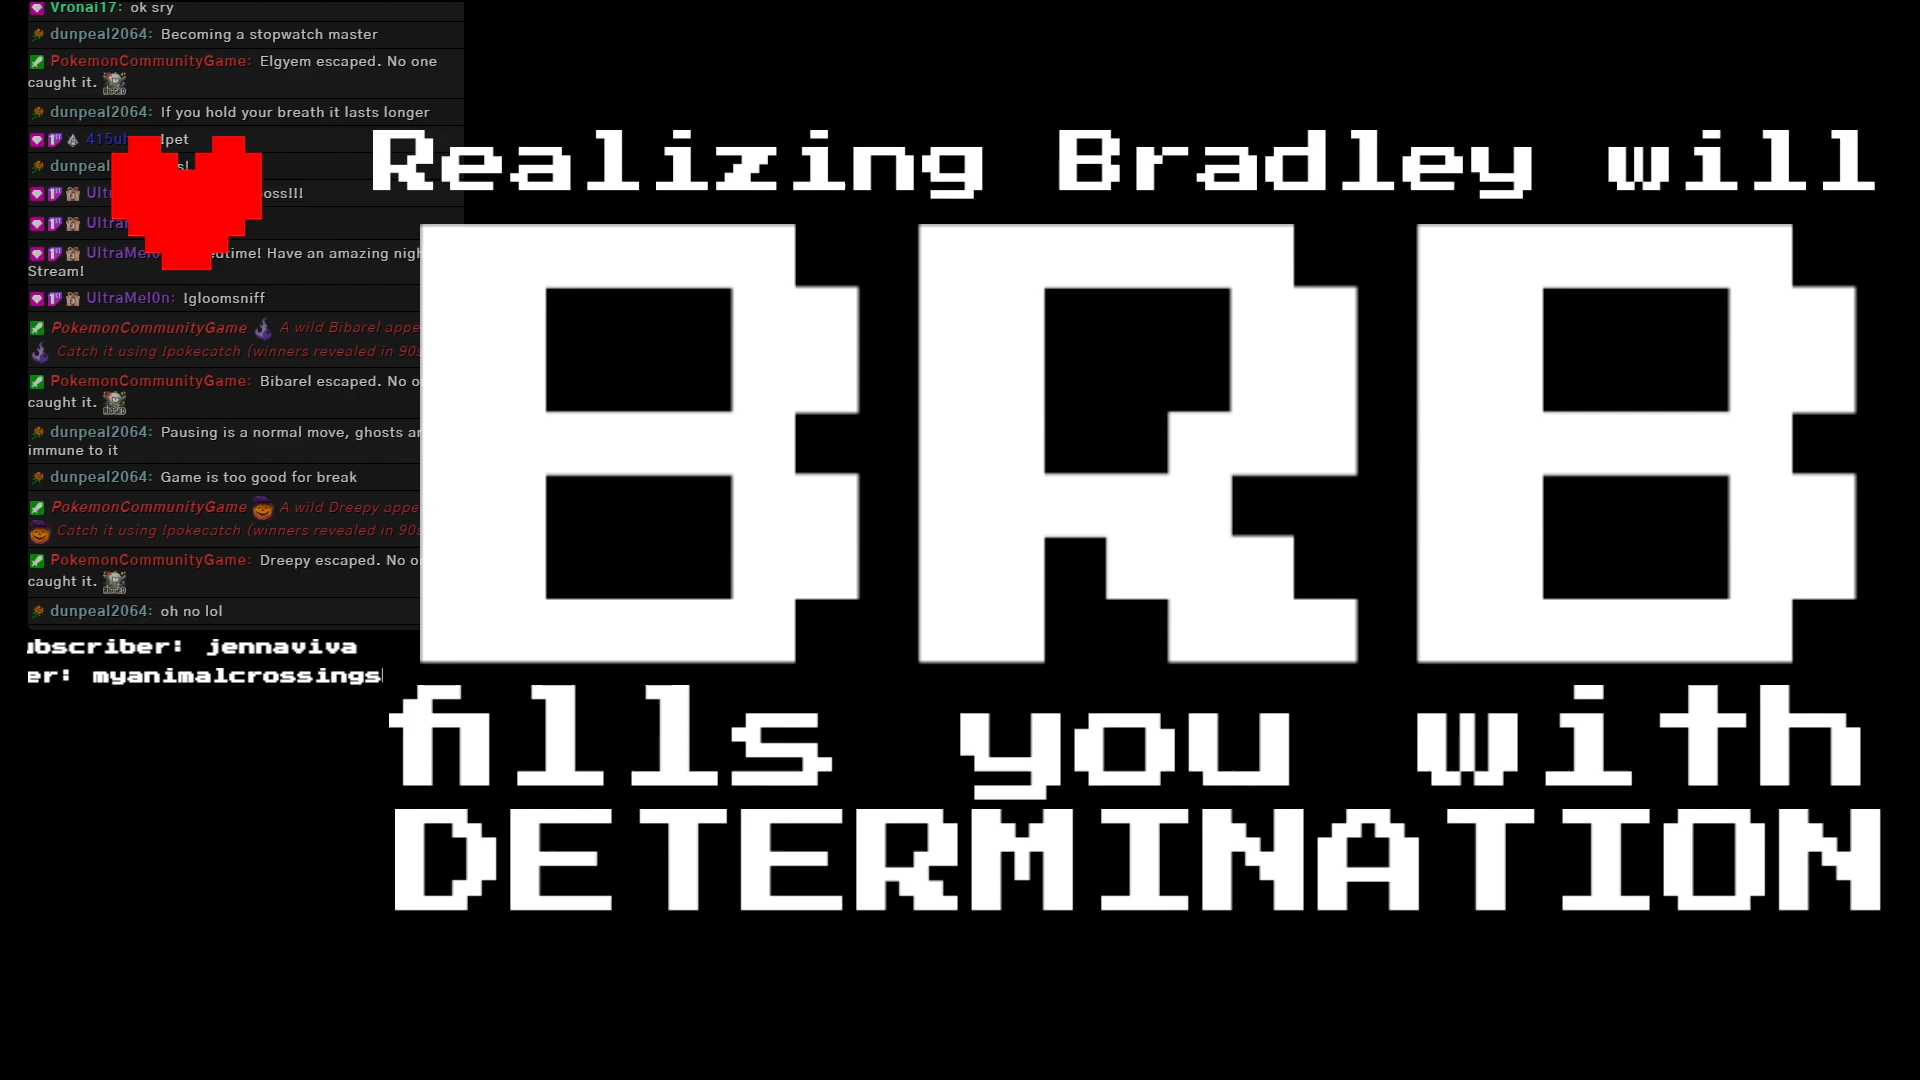 Vronai17: ok sry
dunpeal2064: Becoming a stopwatch master
PokemonCommunityGame: Elgyem escaped. No one
caught it.
dunpeal2064: If you hold your breath it lasts longer
!pet
dunpeal
oss!!!
UltraMel0n: Have an amazing
Stream!
UltraMel0n: !gloomsniff
PokemonCommunityGame A wild Bibarel appe
Catch it using !pokecatch (winners revealed in 90s
PokemonCommunityGame: Bibarel escaped. No o
caught it.
dunpeal2064: Pausing is a normal move, ghosts ar
immune to it
dunpeal2064: Game is too good for break
PokemonCommunityGame A wild Dreepy appe
Catch it using !pokecatch (winners revealed in 90s
PokemonCommunityGame: Dreepy escaped. No o
caught it.
dunpeal2064: oh no lol
ubscriber: jennaviva
er: myanimalcrossings
Realizing Bradley will
BRB
fills you with
DETERMINATION